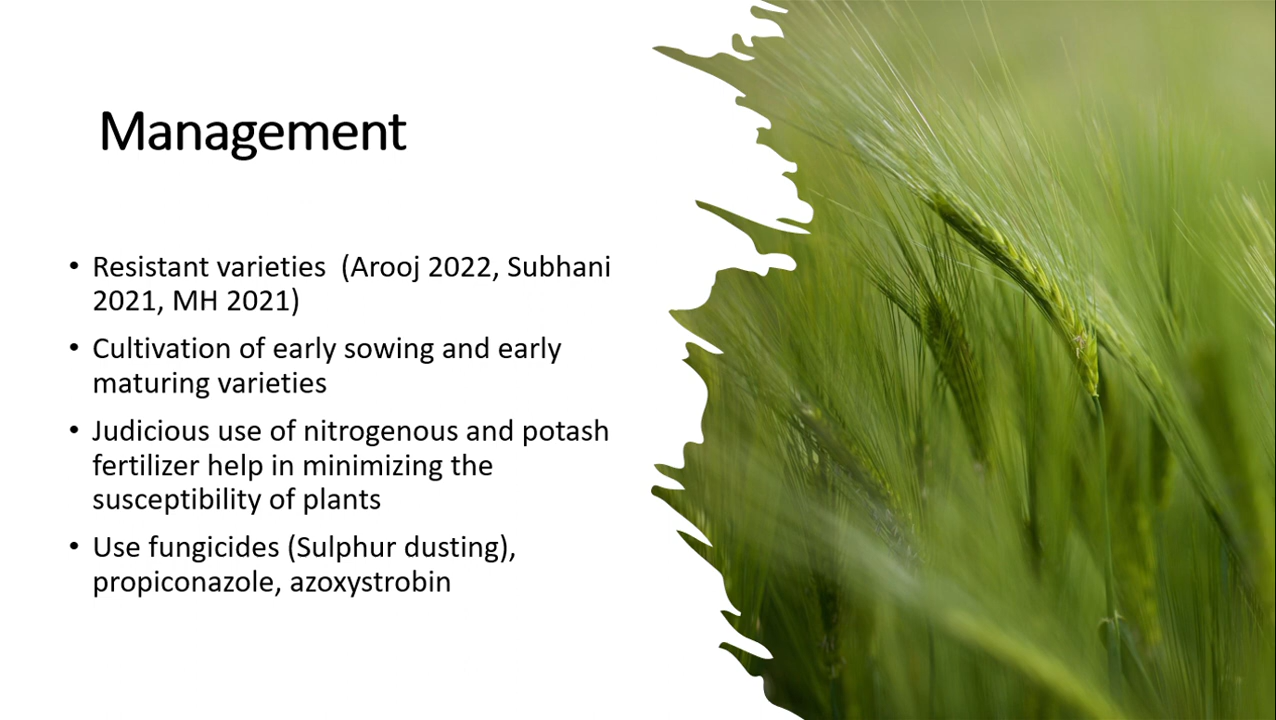 Management
• Resistant varieties  (Arooj 2022, Subhani
2021, MH 2021)
• Cultivation of early sowing and early
maturing varieties
• Judicious use of nitrogenous and potash
fertilizer help in minimizing the
susceptibility of plants
• Use fungicides (Sulphur dusting),
propiconazole, azoxystrobin